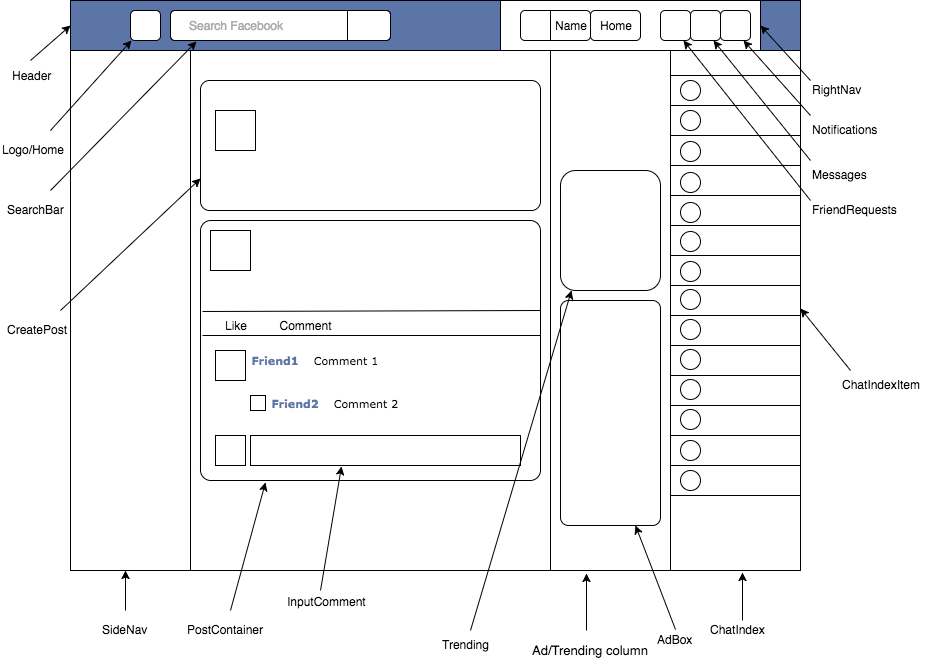 Search Facebook
Name
Home
Header
RightNav
Notifications
Logo/Home
Messages
SearchBar
FriendRequests
CreatePost
Like
Comment
Friend1 Comment 1
ChatIndexItem
Friend2 Comment 2
InputComment
SideNav
PostContainer
Trending
Ad/Trending column
AdBox
ChatIndex